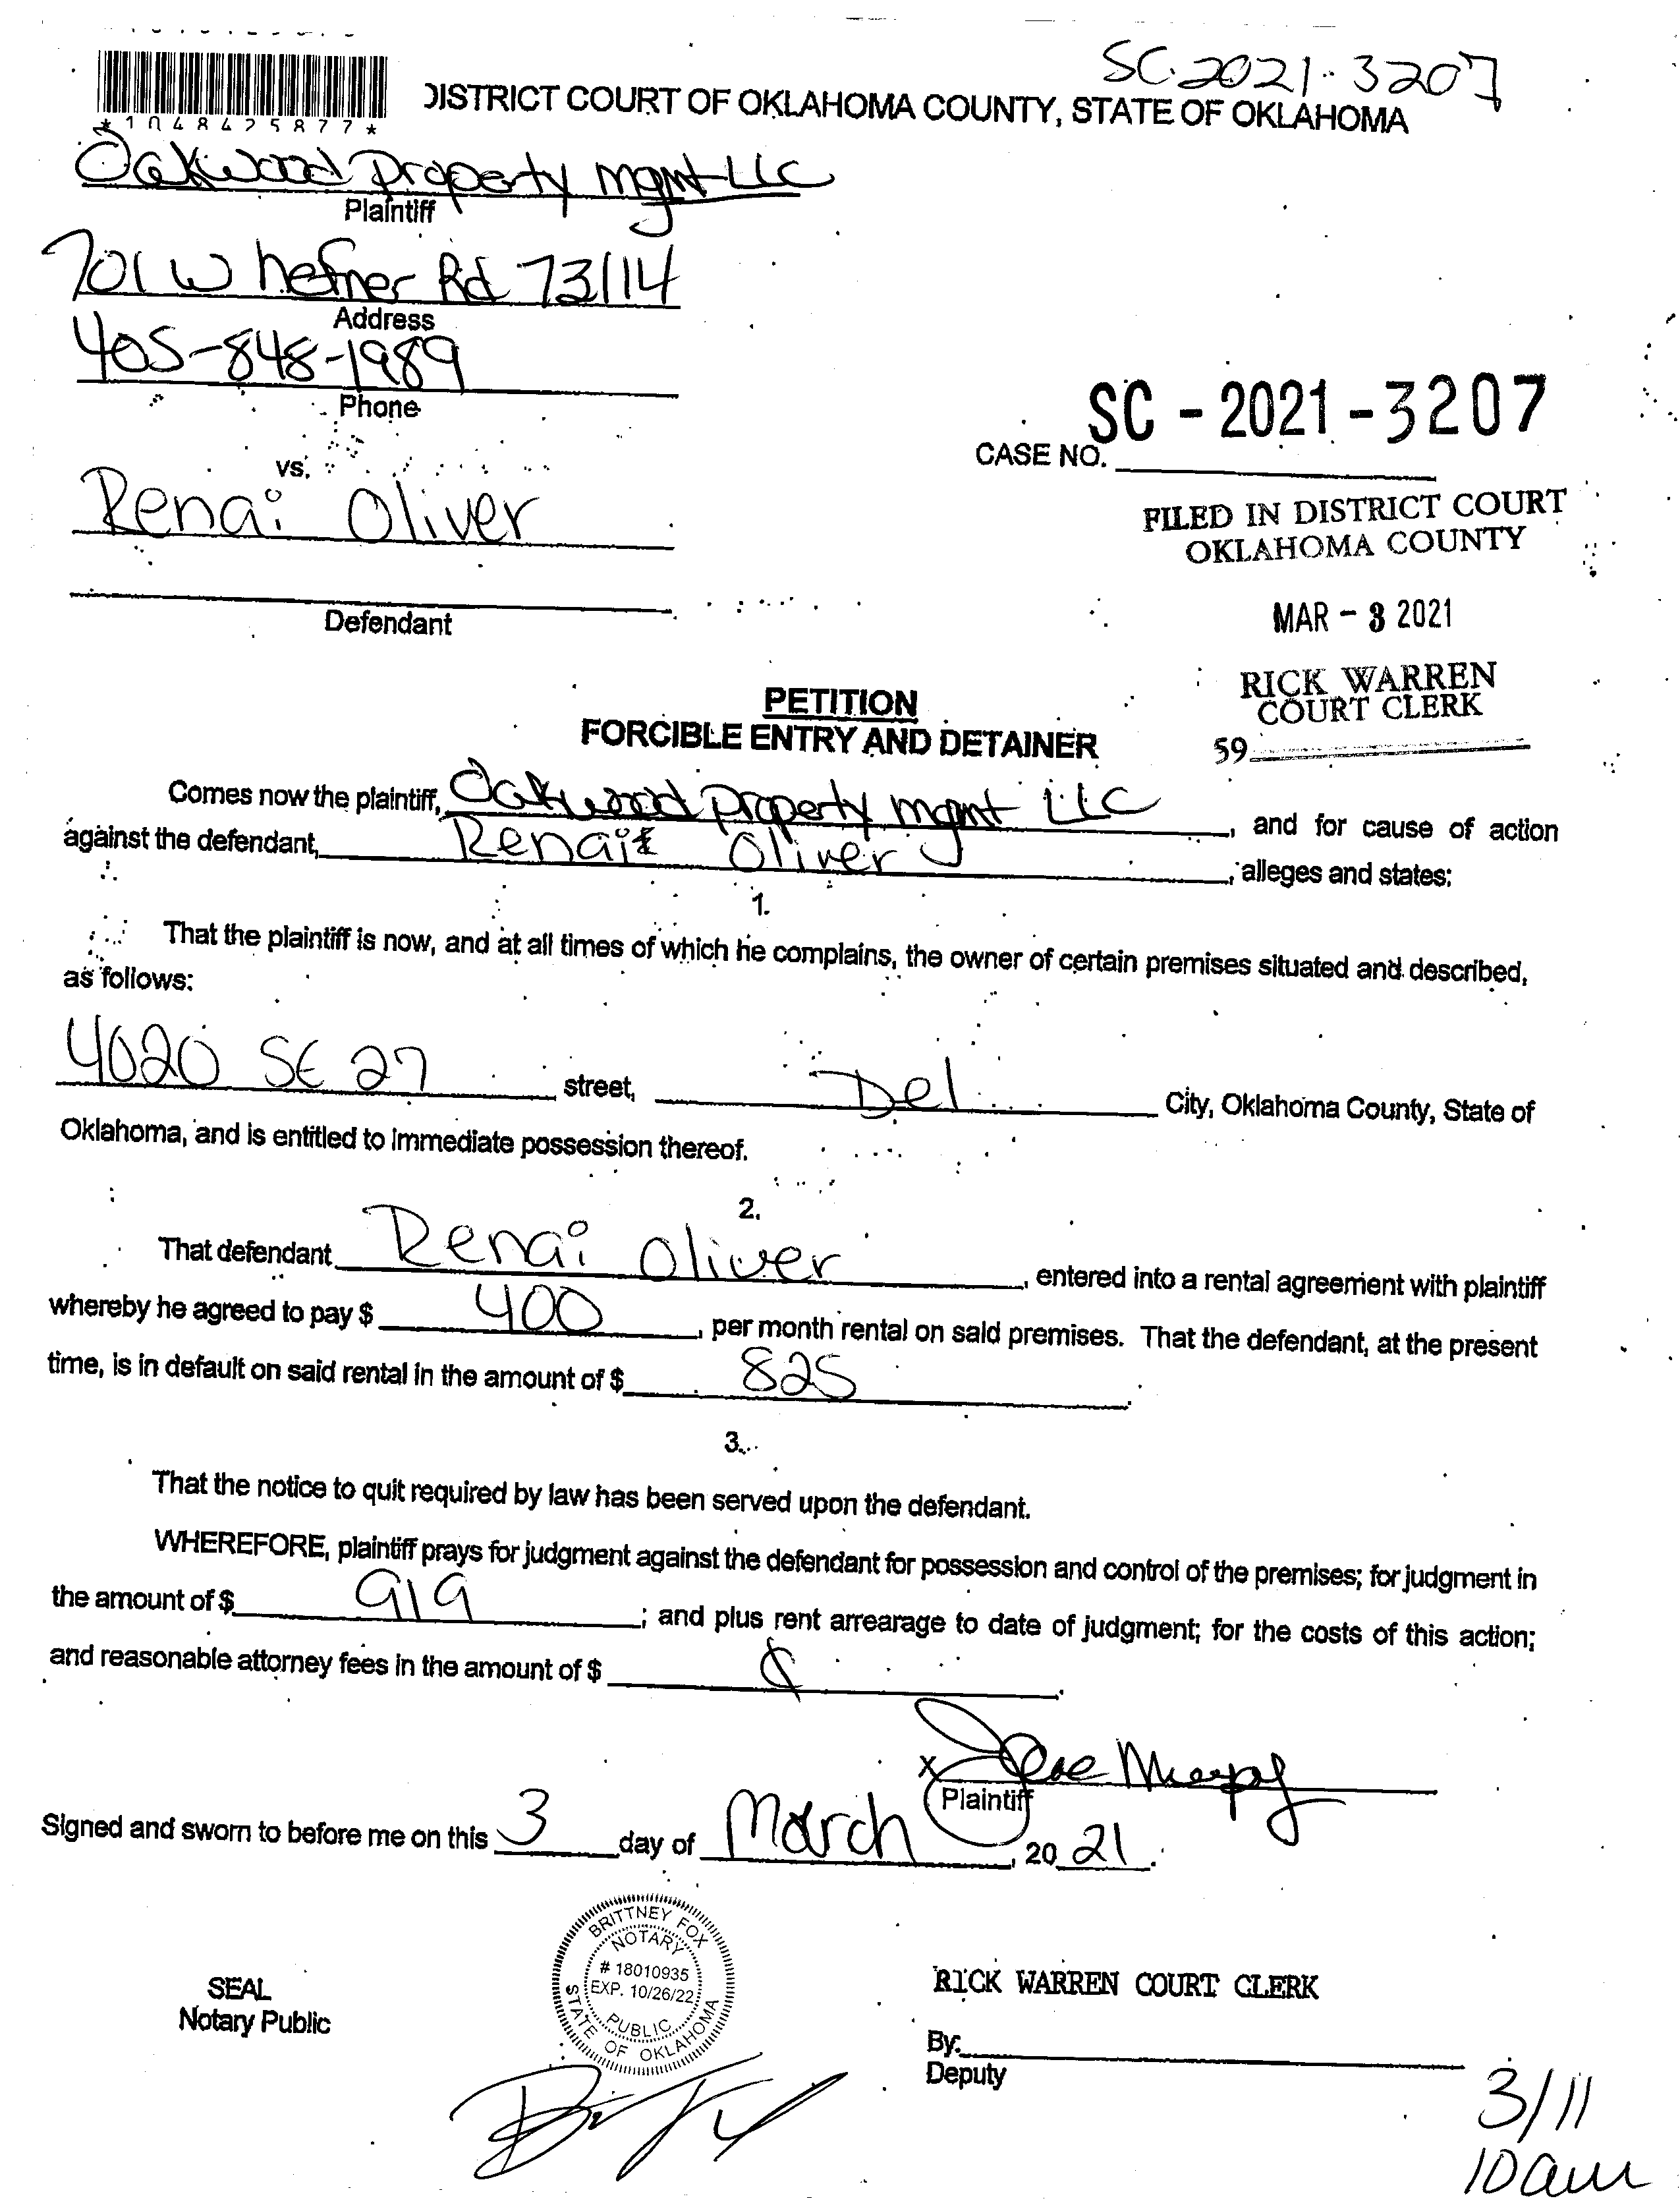 SC-2021-3207
*1048425877*
DISTRICT COURT OF OKLAHOMA COUNTY, STATE OF OKLAHOMA
Oakwood Property mgmt LLC
Plaintiff
701 W hefner Rd 73114
Address
405-848-1989
Phone
SC - 2021 - 3207
CASE NO.
vs.
Renai Oliver
FILED IN DISTRICT COURT
OKLAHOMA COUNTY
Defendant
MAR - 3 2021
RICK WARREN
COURT CLERK
59
PETITION
FORCIBLE ENTRY AND DETAINER
Comes now the plaintiff, Oakwood property mgmt LLC, and for cause of action
against the defendant, Renai Oliver, alleges and states:
1.
That the plaintiff is now, and at all times of which he complains, the owner of certain premises situated and described,
as follows:
4020 SE 27 street, Del City, Oklahoma County, State of
Oklahoma, and is entitled to immediate possession thereof.
2.
That defendant Renai Oliver, entered into a rental agreement with plaintiff
whereby he agreed to pay $ 400, per month rental on said premises. That the defendant, at the present
time, is in default on said rental in the amount of $ 825.
3.
That the notice to quit required by law has been served upon the defendant.
WHEREFORE, plaintiff prays for judgment against the defendant for possession and control of the premises; for judgment in
the amount of $ 919; and plus rent arrearage to date of judgment; for the costs of this action;
and reasonable attorney fees in the amount of $
X
Plaintiff
Signed and sworn to before me on this 3 day of March, 20 21.
BRITTNEY FOX
NOTARY
# 18010935
EXP. 10/26/22
PUBLIC
STATE OF OKLAHOMA
SEAL
Notary Public
RICK WARREN COURT CLERK
By:
Deputy
3/11
10am